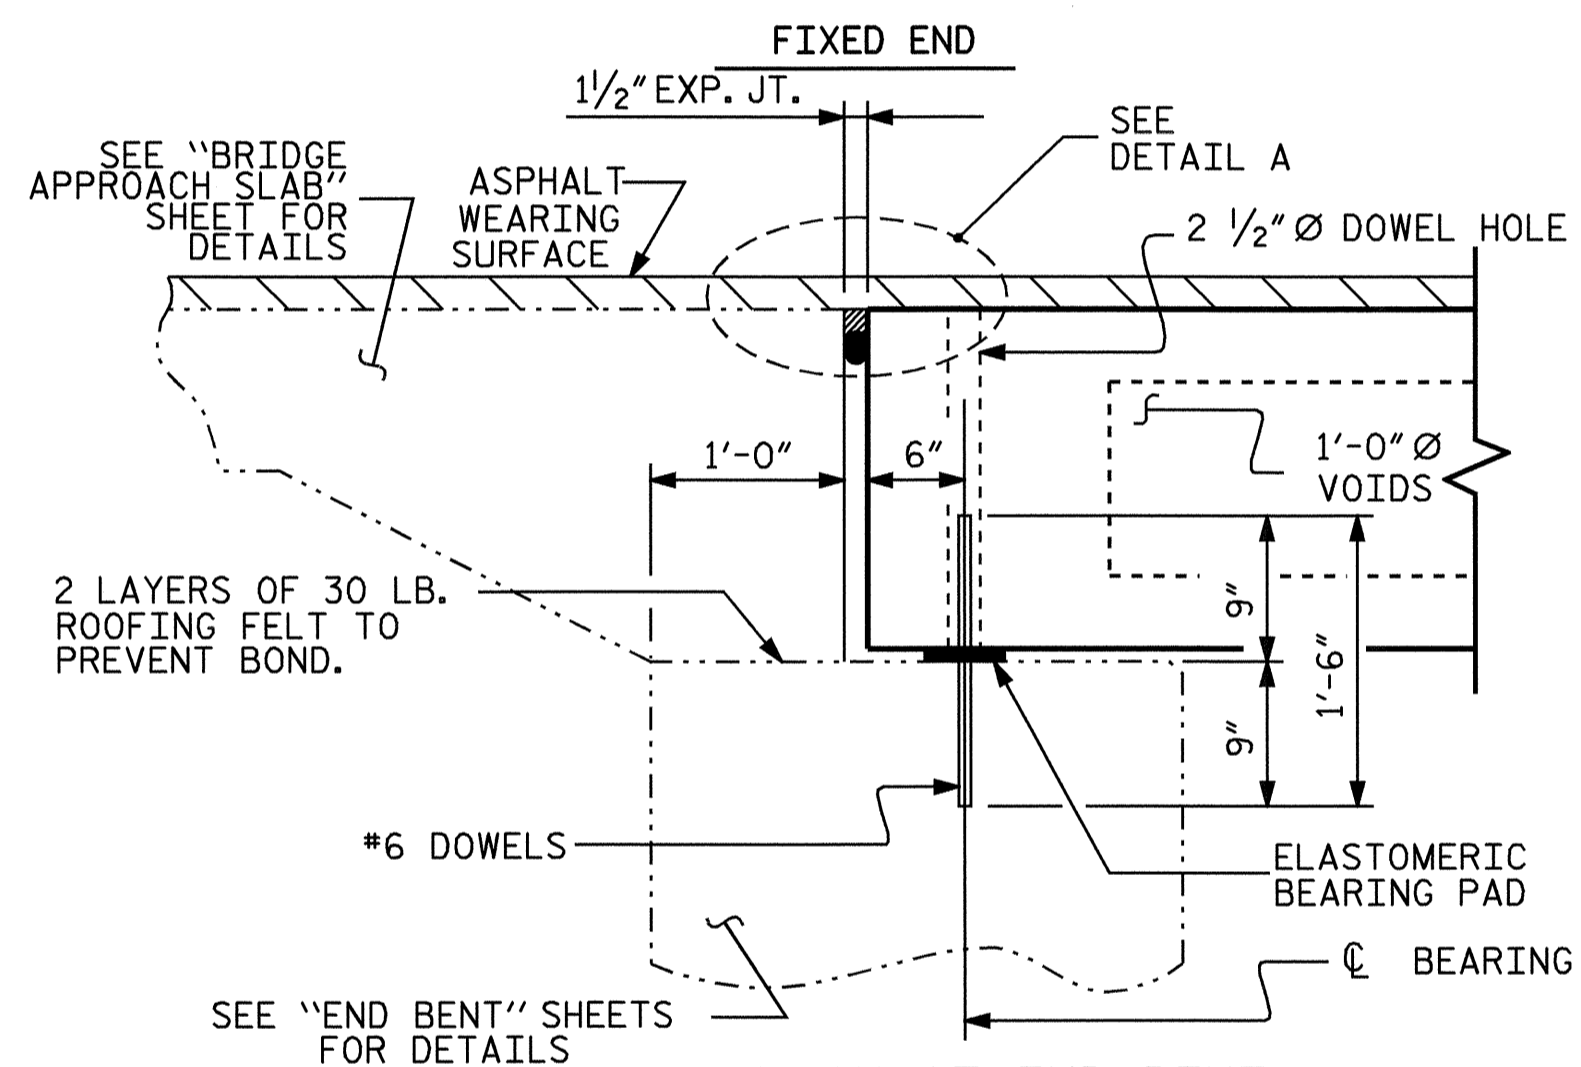 FIXED END
1½" EXP. JT.
SEE
DETAIL A
SEE "BRIDGE
APPROACH SLAB"
SHEET FOR
DETAILS
ASPHALT
WEARING
SURFACE
2 ½" Ø DOWEL HOLE
1'-0"
6"
1'-0" Ø
VOIDS
2 LAYERS OF 30 LB.
ROOFING FELT TO
PREVENT BOND.
9"
1'-6"
9"
#6 DOWELS
ELASTOMERIC
BEARING PAD
℄ BEARING
SEE "END BENT" SHEETS
FOR DETAILS